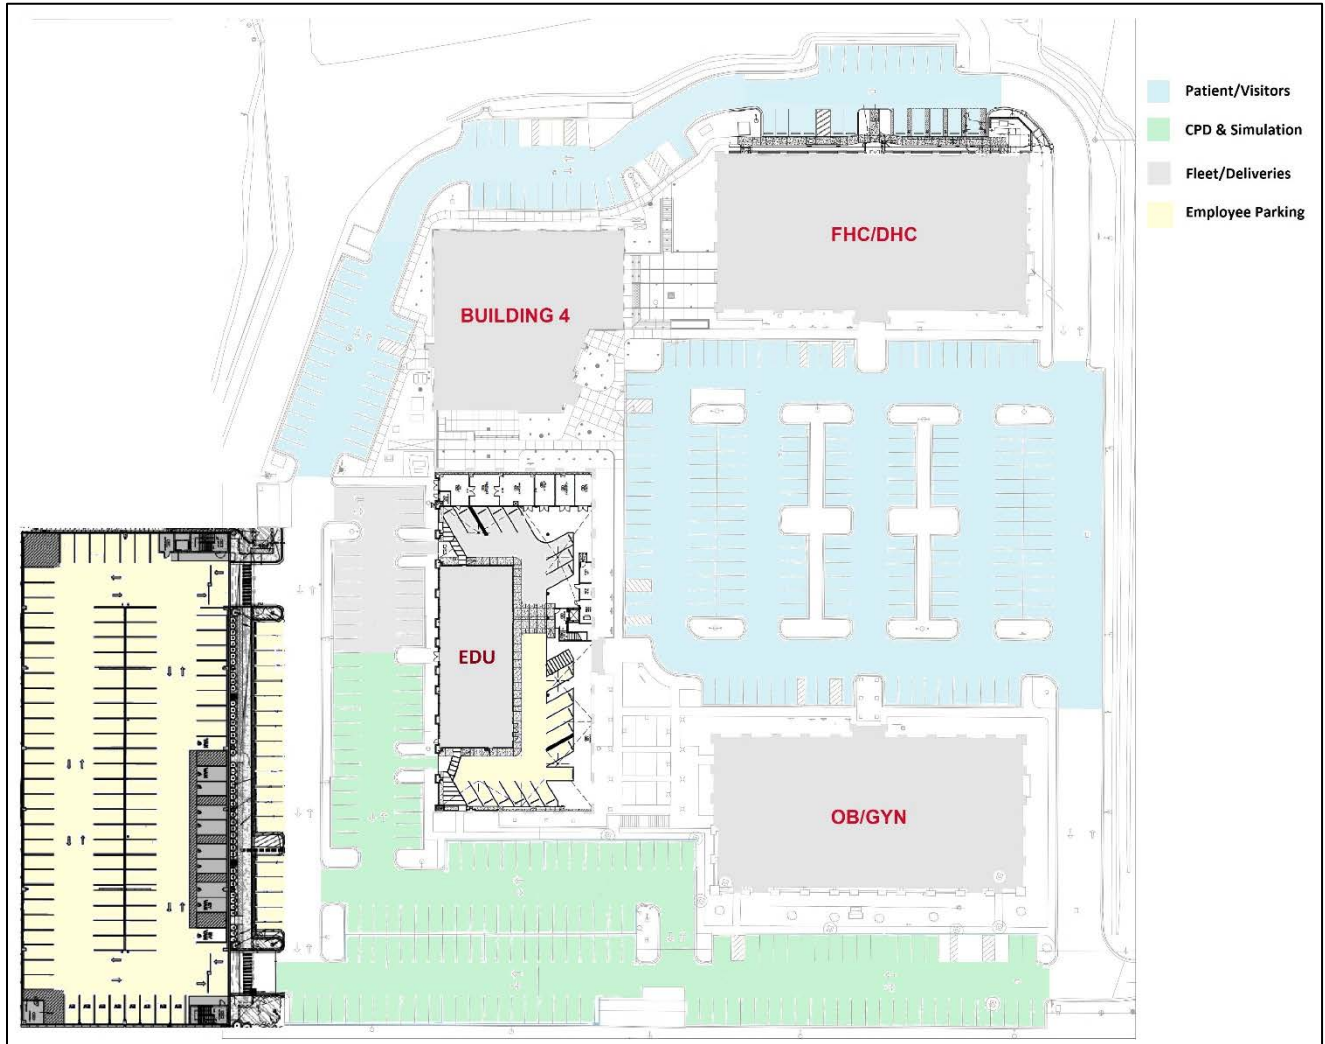 Patient/Visitors
CPD & Simulation
Fleet/Deliveries
Employee Parking
FHC/DHC
BUILDING 4
EDU
OB/GYN